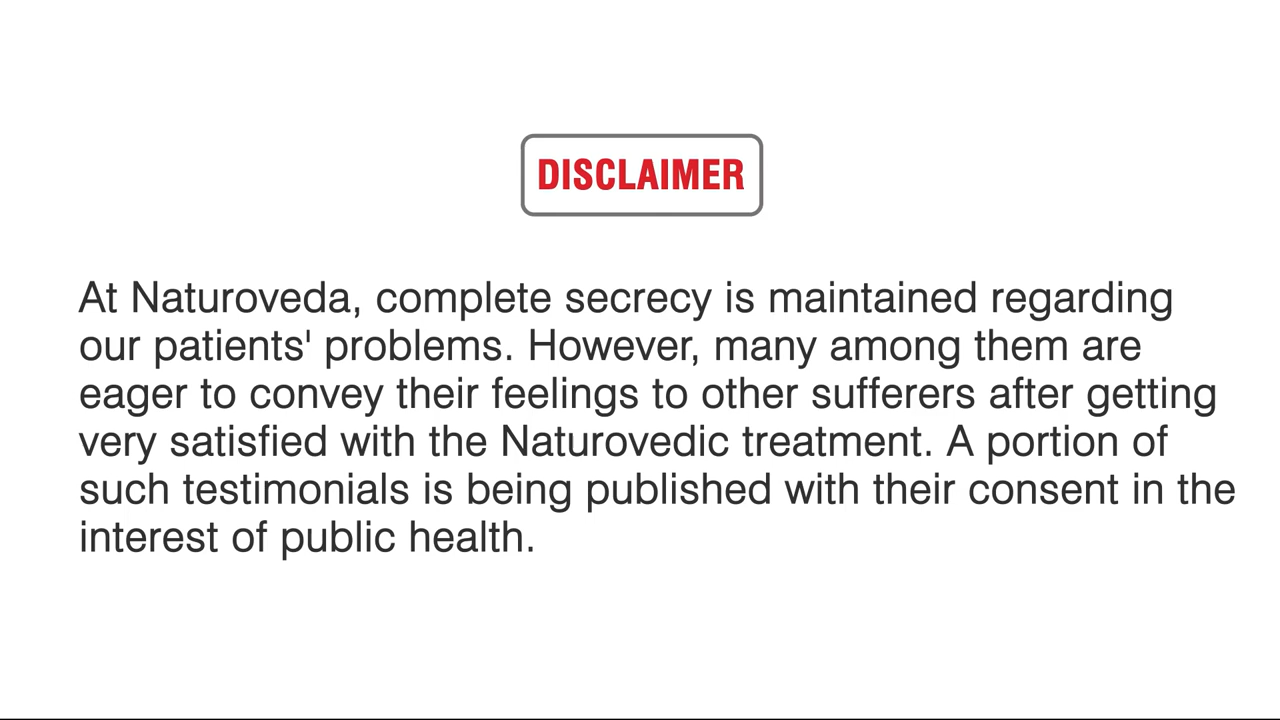 DISCLAIMER
At Naturoveda, complete secrecy is maintained regarding
our patients' problems. However, many among them are
eager to convey their feelings to other sufferers after getting
very satisfied with the Naturovedic treatment. A portion of
such testimonials is being published with their consent in the
interest of public health.